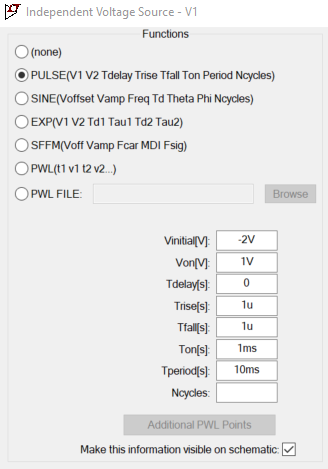 Independent Voltage Source - V1
Functions
(none)
PULSE(V1 V2 Tdelay Trise Tfall Ton Period Ncycles)
SINE(Voffset Vamp Freq Td Theta Phi Ncycles)
EXP(V1 V2 Td1 Tau1 Td2 Tau2)
SFFM(Voff Vamp Fcar MDI Fsig)
PWL(t1 v1 t2 v2...)
PWL FILE: Browse
Vinitial[V]: -2V
Von[V]: 1V
Tdelay[s]: 0
Trise[s]: 1u
Tfall[s]: 1u
Ton[s]: 1ms
Tperiod[s]: 10ms
Ncycles:
Additional PWL Points
Make this information visible on schematic: